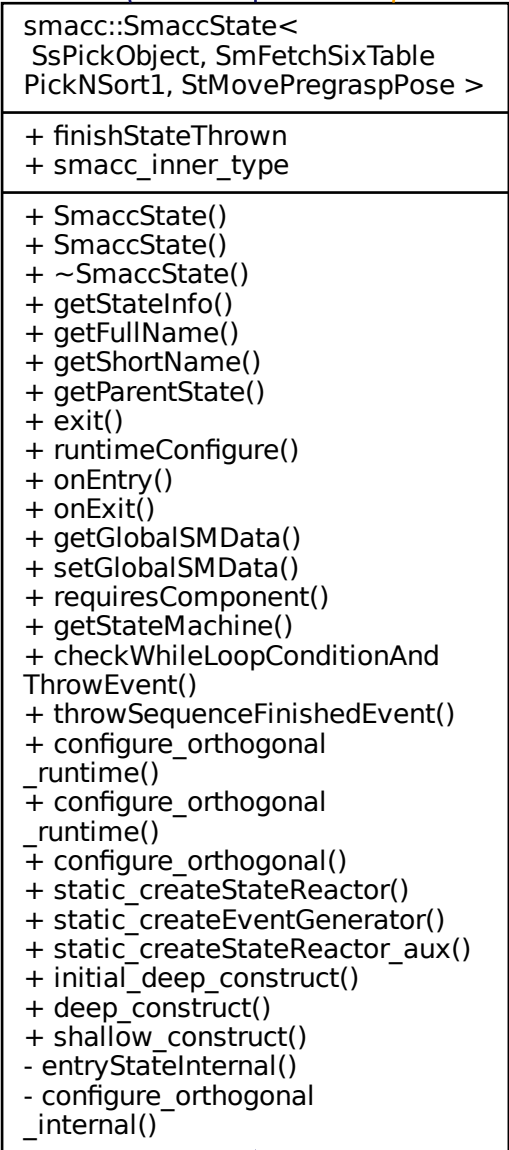 smacc::SmaccState<
SsPickObject, SmFetchSixTable
PickNSort1, StMovePregraspPose >
+ finishStateThrown
+ smacc_inner_type
+ SmaccState()
+ SmaccState()
+ ~SmaccState()
+ getStateInfo()
+ getFullName()
+ getShortName()
+ getParentState()
+ exit()
+ runtimeConfigure()
+ onEntry()
+ onExit()
+ getGlobalSMData()
+ setGlobalSMData()
+ requiresComponent()
+ getStateMachine()
+ checkWhileLoopConditionAnd
ThrowEvent()
+ throwSequenceFinishedEvent()
+ configure_orthogonal
_runtime()
+ configure_orthogonal
_runtime()
+ configure_orthogonal()
+ static_createStateReactor()
+ static_createEventGenerator()
+ static_createStateReactor_aux()
+ initial_deep_construct()
+ deep_construct()
+ shallow_construct()
- entryStateInternal()
- configure_orthogonal
_internal()